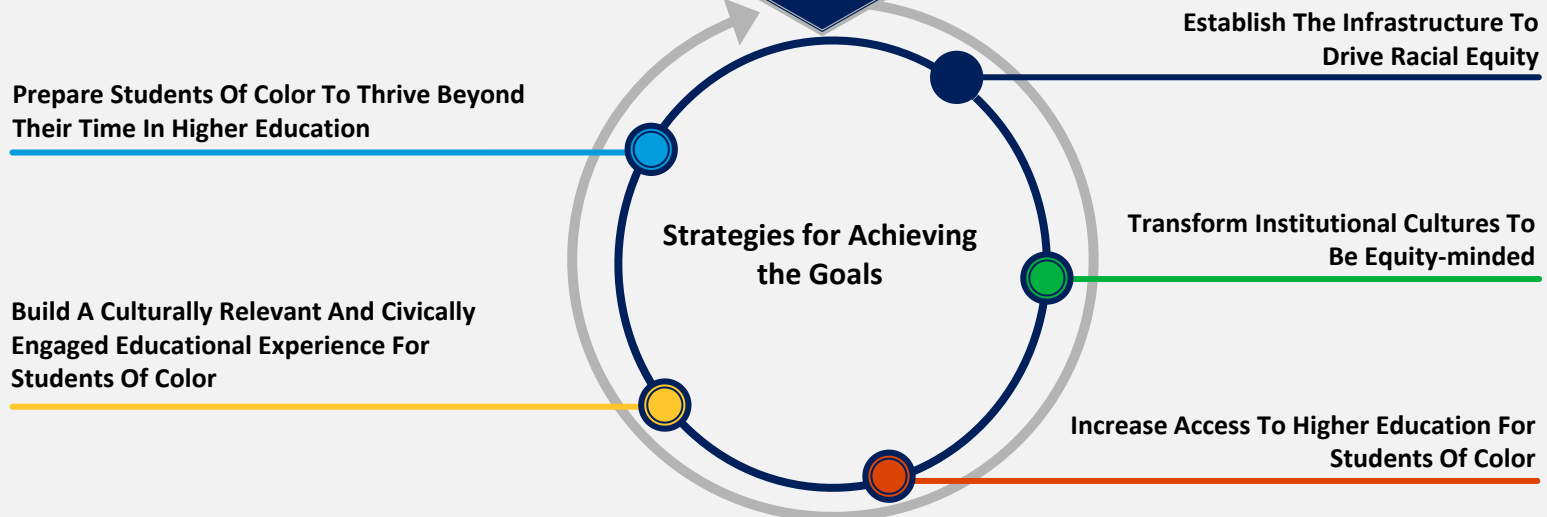 Establish The Infrastructure To
Drive Racial Equity
Prepare Students Of Color To Thrive Beyond
Their Time In Higher Education
Strategies for Achieving
the Goals
Transform Institutional Cultures To
Be Equity-minded
Build A Culturally Relevant And Civically
Engaged Educational Experience For
Students Of Color
Increase Access To Higher Education For
Students Of Color